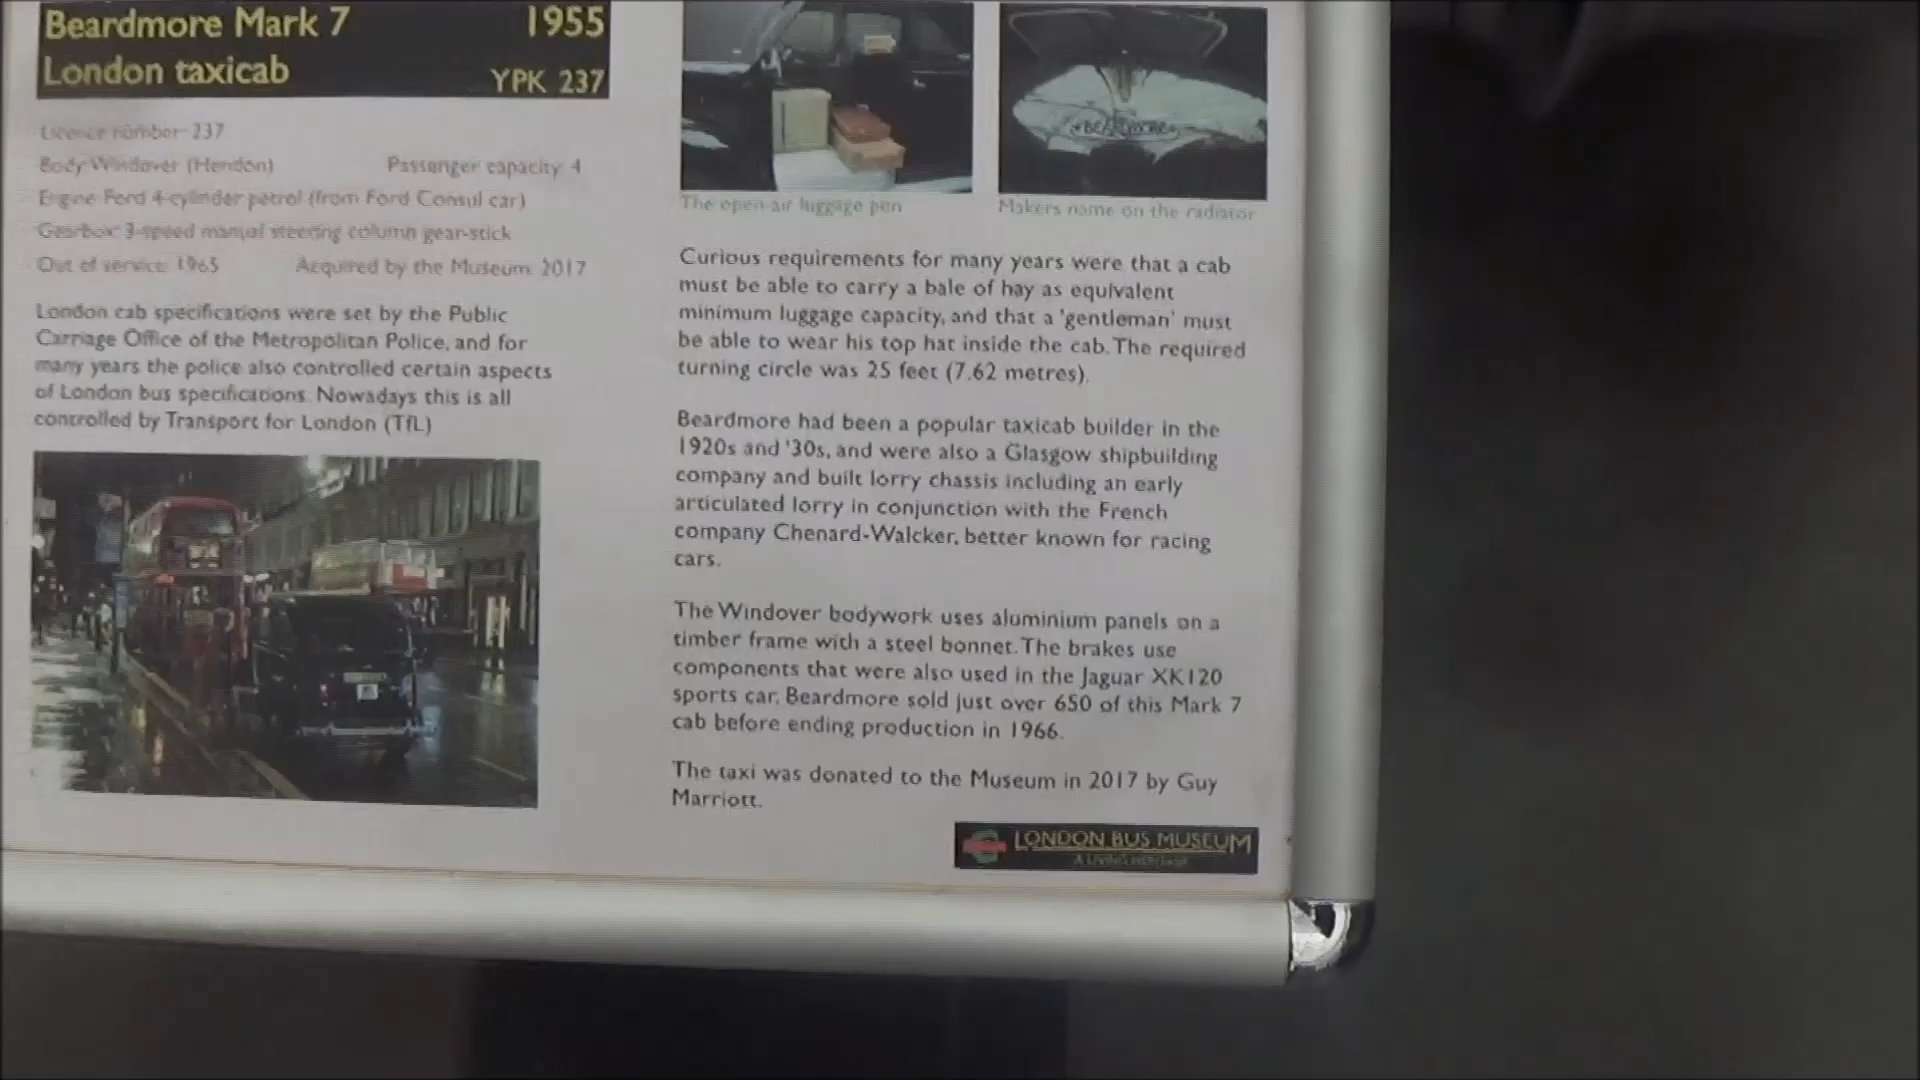 Beardmore Mark 7 1955
London taxicab YPK 237
Licence number 237
Body Windover (Hendon) Passenger capacity 4
Engine Ford 4-cylinder petrol (from Ford Consul car)
Gearbox 3-speed manual steering column gear-stick
Out of service 1965 Acquired by the Museum 2017
London cab specifications were set by the Public
Carriage Office of the Metropolitan Police, and for
many years the police also controlled certain aspects
of London bus specifications. Nowadays this is all
controlled by Transport for London (TfL)
The open-air luggage pen
BEARDMORE
Makers name on the radiator
Curious requirements for many years were that a cab
must be able to carry a bale of hay as equivalent
minimum luggage capacity, and that a 'gentleman' must
be able to wear his top hat inside the cab. The required
turning circle was 25 feet (7.62 metres).
Beardmore had been a popular taxicab builder in the
1920s and '30s, and were also a Glasgow shipbuilding
company and built lorry chassis including an early
articulated lorry in conjunction with the French
company Chenard-Walcker, better known for racing
cars.
The Windover bodywork uses aluminium panels on a
timber frame with a steel bonnet. The brakes use
components that were also used in the Jaguar XK120
sports car. Beardmore sold just over 650 of this Mark 7
cab before ending production in 1966.
The taxi was donated to the Museum in 2017 by Guy
Marriott.
LONDON BUS MUSEUM
A LIVING HERITAGE